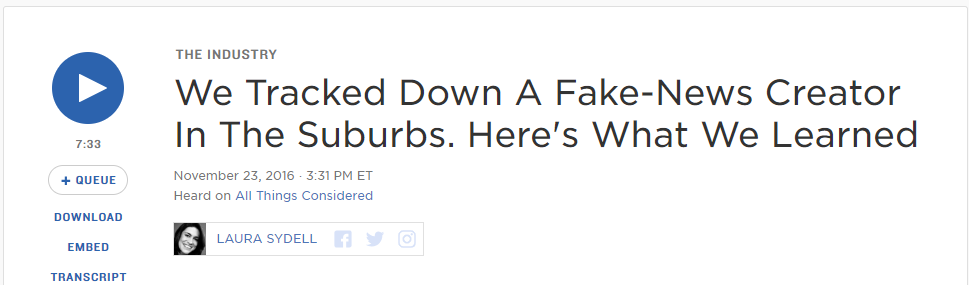 THE INDUSTRY
We Tracked Down A Fake-News Creator
In The Suburbs. Here's What We Learned
7:33
November 23, 2016 · 3:31 PM ET
+ QUEUE
Heard on All Things Considered
DOWNLOAD
LAURA SYDELL
EMBED
TRANSCRIPT